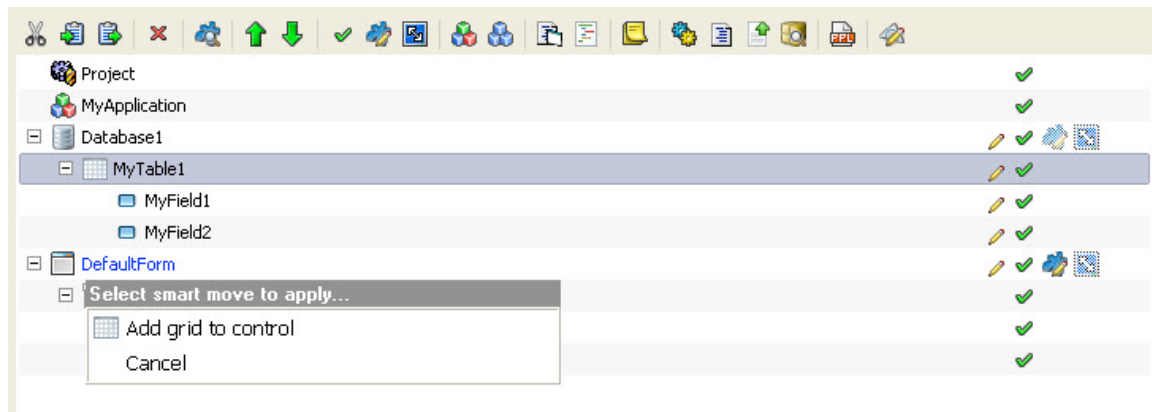 Project
MyApplication
Database1
MyTable1
MyField1
MyField2
DefaultForm
Select smart move to apply...
Add grid to control
Cancel